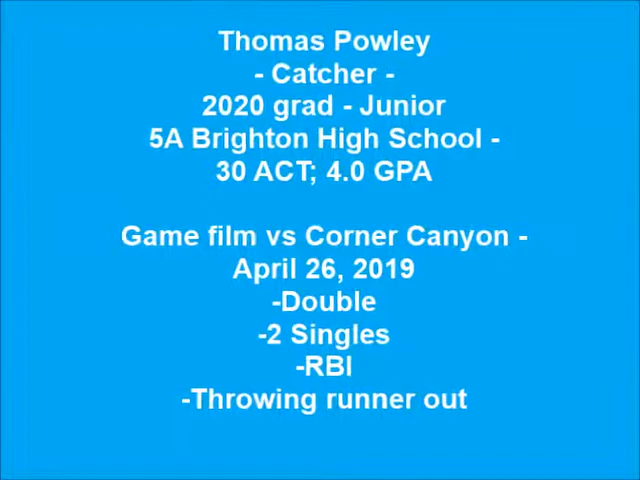 Thomas Powley
- Catcher -
2020 grad - Junior
5A Brighton High School -
30 ACT; 4.0 GPA
Game film vs Corner Canyon -
April 26, 2019
-Double
-2 Singles
-RBI
-Throwing runner out